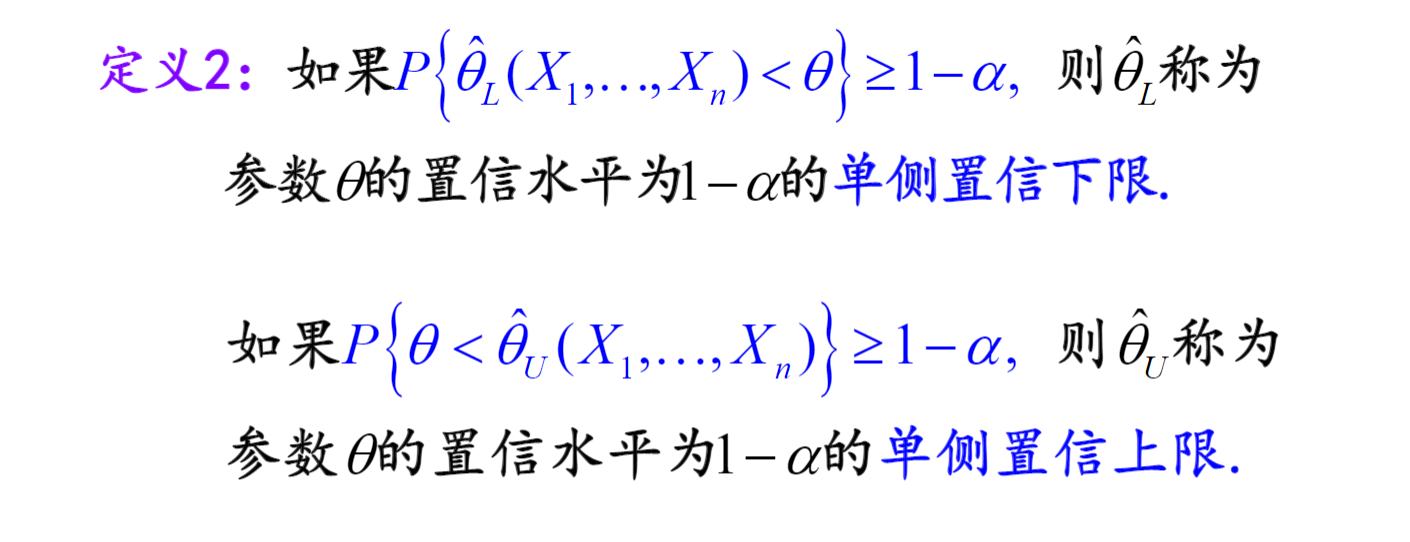 定义2：如果P{θ̂_L(X_1,…,X_n)<θ}≥1−α, 则θ̂_L称为
参数θ的置信水平为1−α的单侧置信下限.
如果P{θ<θ̂_U(X_1,…,X_n)}≥1−α, 则θ̂_U称为
参数θ的置信水平为1−α的单侧置信上限.